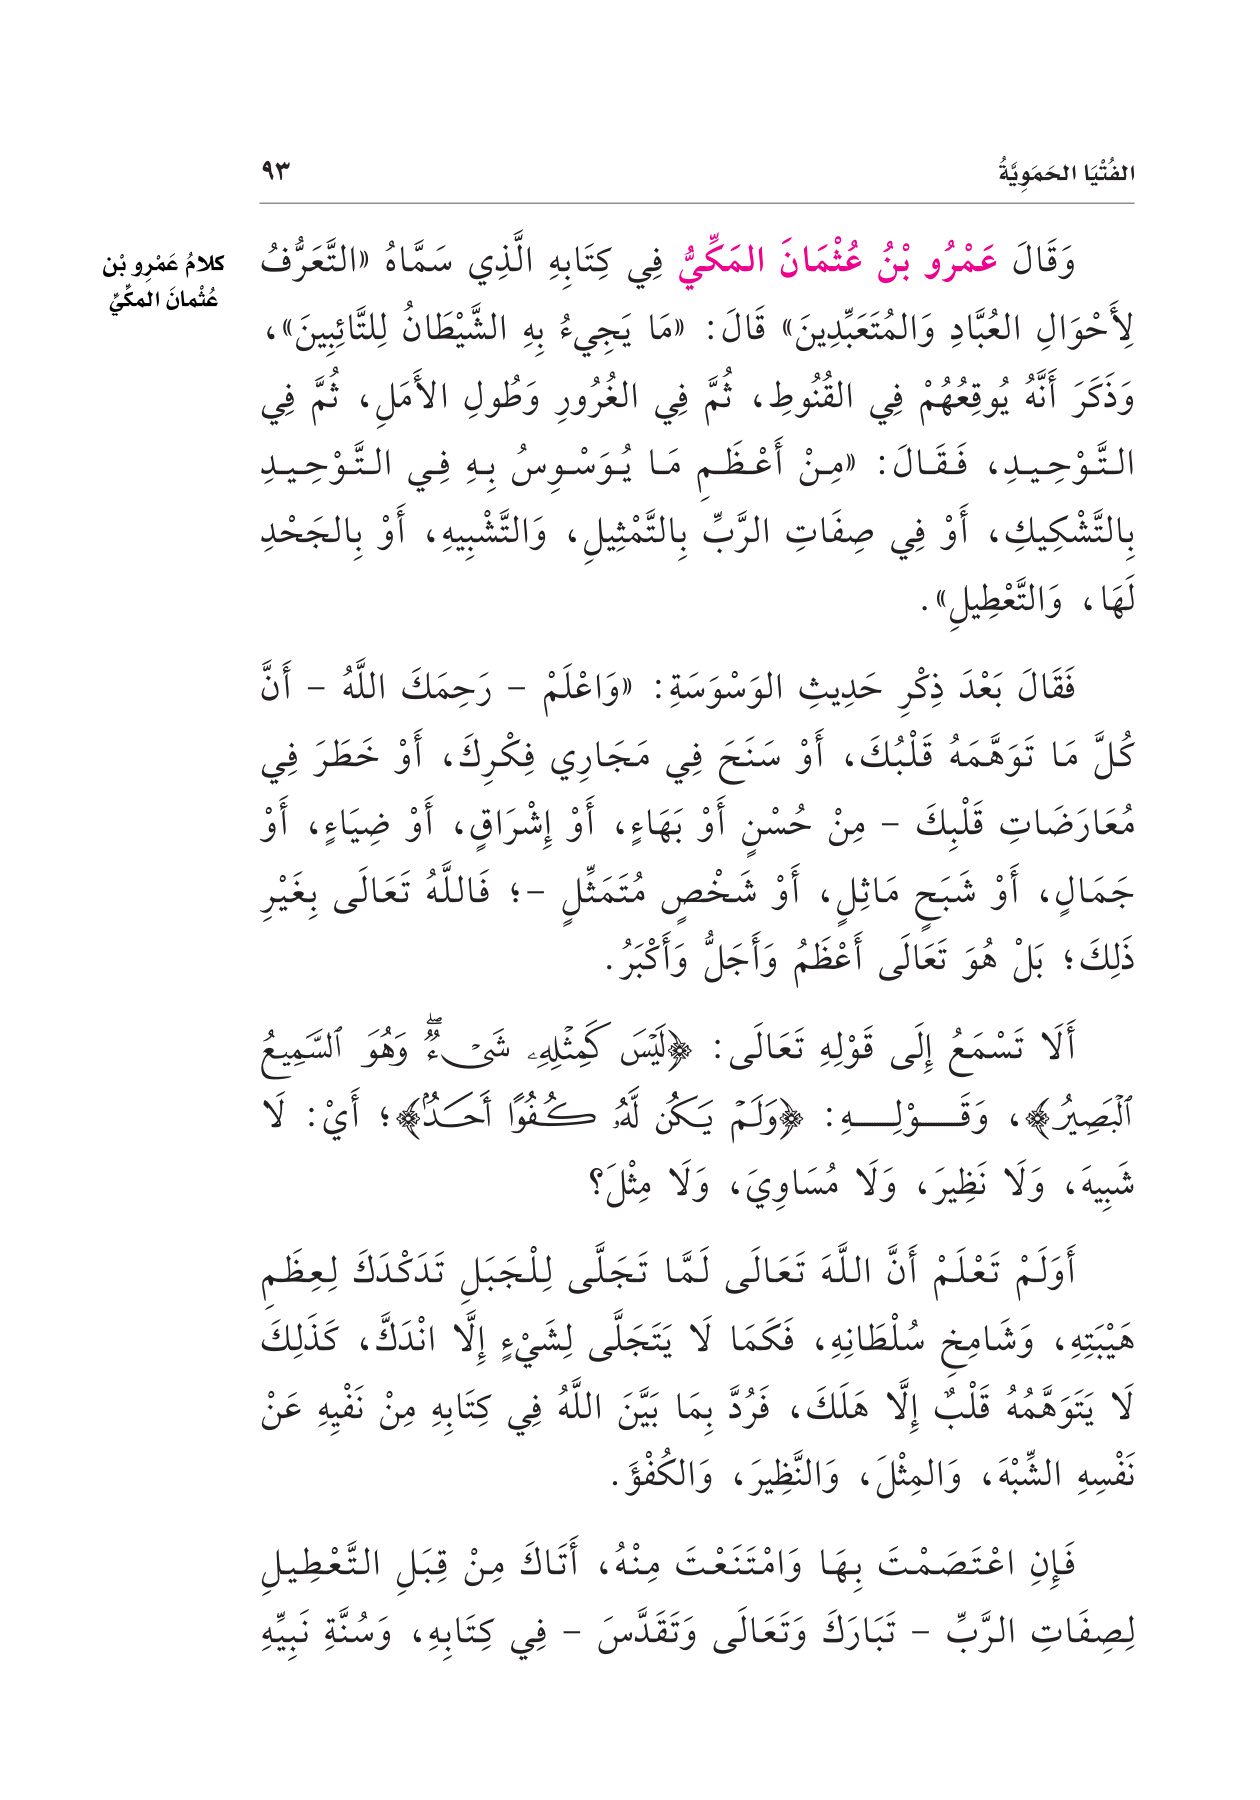 الفُتْيَا الحَمَوِيَّةُ ٩٣
كلامُ عَمْرِو بْن
عُثْمانَ المكِّيِّ
وَقَالَ عَمْرُو بْنُ عُثْمَانَ المَكِّيُّ فِي كِتَابِهِ الَّذِي سَمَّاهُ «التَّعَرُّفُ
لِأَحْوَالِ العُبَّادِ وَالمُتَعَبِّدِينَ» قَالَ: «مَا يَجِيءُ بِهِ الشَّيْطَانُ لِلتَّائِبِينَ»،
وَذَكَرَ أَنَّهُ يُوقِعُهُمْ فِي القُنُوطِ، ثُمَّ فِي الغُرُورِ وَطُولِ الأَمَلِ، ثُمَّ فِي
التَّوْحِيدِ، فَقَالَ: «مِنْ أَعْظَمِ مَا يُوَسْوِسُ بِهِ فِي التَّوْحِيدِ
بِالتَّشْكِيكِ، أَوْ فِي صِفَاتِ الرَّبِّ بِالتَّمْثِيلِ، وَالتَّشْبِيهِ، أَوْ بِالجَحْدِ
لَهَا، وَالتَّعْطِيلِ».
فَقَالَ بَعْدَ ذِكْرِ حَدِيثِ الوَسْوَسَةِ: «وَاعْلَمْ – رَحِمَكَ اللَّهُ – أَنَّ
كُلَّ مَا تَوَهَّمَهُ قَلْبُكَ، أَوْ سَنَحَ فِي مَجَارِي فِكْرِكَ، أَوْ خَطَرَ فِي
مُعَارَضَاتِ قَلْبِكَ – مِنْ حُسْنٍ أَوْ بَهَاءٍ، أَوْ إِشْرَاقٍ، أَوْ ضِيَاءٍ، أَوْ
جَمَالٍ، أَوْ شَبَحٍ مَاثِلٍ، أَوْ شَخْصٍ مُتَمَثِّلٍ –؛ فَاللَّهُ تَعَالَى بِغَيْرِ
ذَلِكَ؛ بَلْ هُوَ تَعَالَى أَعْظَمُ وَأَجَلُّ وَأَكْبَرُ.
أَلَا تَسْمَعُ إِلَى قَوْلِهِ تَعَالَى: ﴿لَيْسَ كَمِثْلِهِۦ شَىْءٌۖ وَهُوَ ٱلسَّمِيعُ
ٱلْبَصِيرُ﴾، وَقَوْلِهِ: ﴿وَلَمْ يَكُن لَّهُۥ كُفُوًا أَحَدٌۢ﴾؛ أَيْ: لَا
شَبِيهَ، وَلَا نَظِيرَ، وَلَا مُسَاوِيَ، وَلَا مِثْلَ؟
أَوَلَمْ تَعْلَمْ أَنَّ اللَّهَ تَعَالَى لَمَّا تَجَلَّى لِلْجَبَلِ تَدَكْدَكَ لِعِظَمِ
هَيْبَتِهِ، وَشَامِخِ سُلْطَانِهِ، فَكَمَا لَا يَتَجَلَّى لِشَيْءٍ إِلَّا انْدَكَّ، كَذَلِكَ
لَا يَتَوَهَّمُهُ قَلْبٌ إِلَّا هَلَكَ، فَرُدَّ بِمَا بَيَّنَ اللَّهُ فِي كِتَابِهِ مِنْ نَفْيِهِ عَنْ
نَفْسِهِ الشِّبْهَ، وَالمِثْلَ، وَالنَّظِيرَ، وَالكُفْؤَ.
فَإِنِ اعْتَصَمْتَ بِهَا وَامْتَنَعْتَ مِنْهُ، أَتَاكَ مِنْ قِبَلِ التَّعْطِيلِ
لِصِفَاتِ الرَّبِّ – تَبَارَكَ وَتَعَالَى وَتَقَدَّسَ – فِي كِتَابِهِ، وَسُنَّةِ نَبِيِّهِ